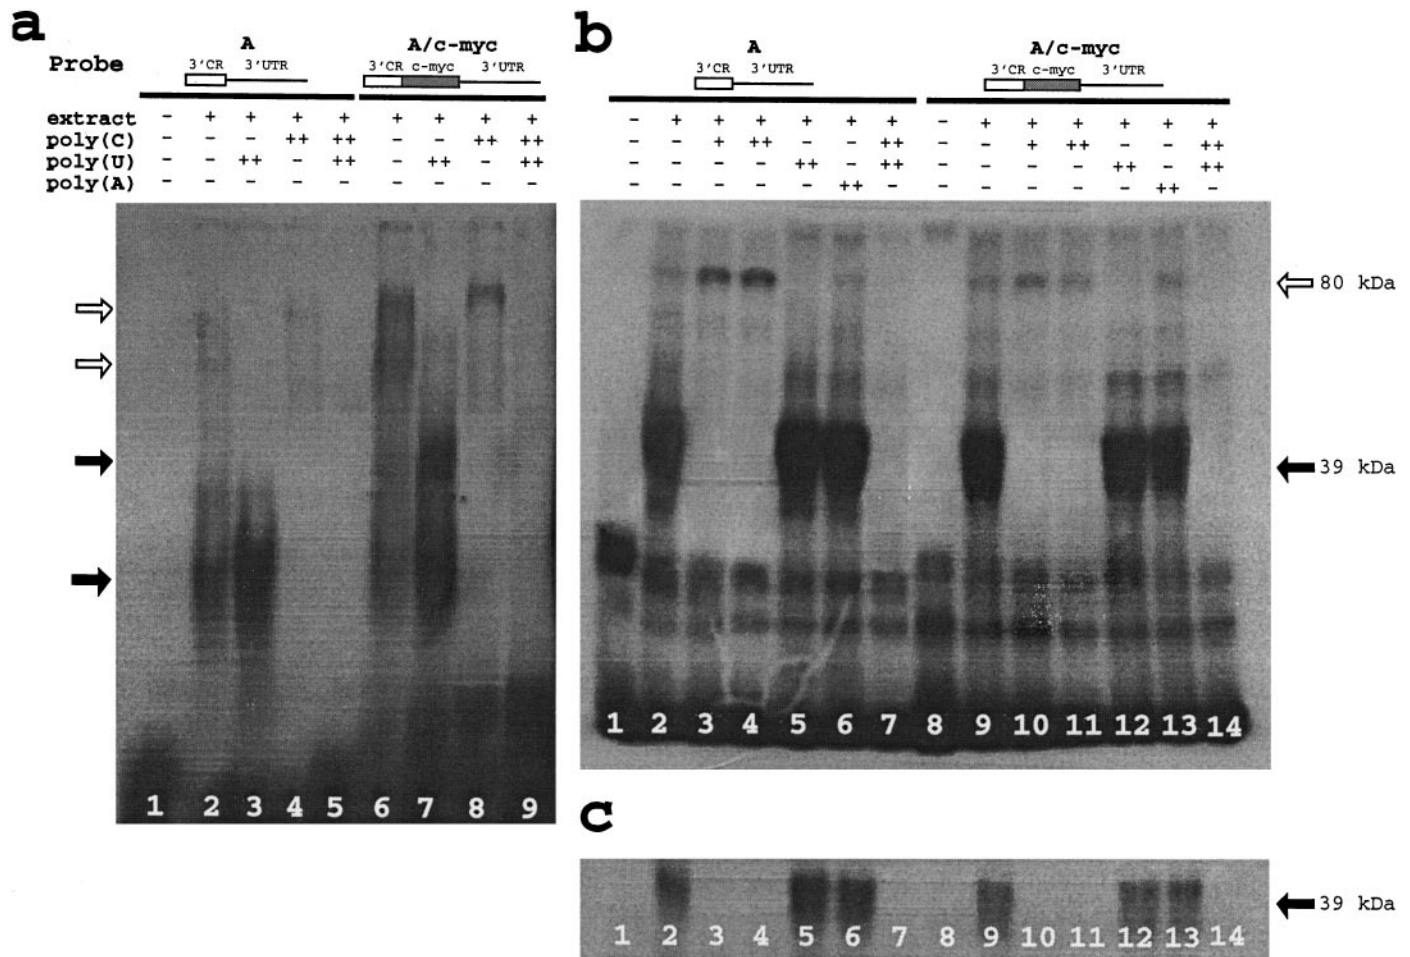 a
A
A/c-myc
Probe
3'CR 3'UTR
3'CR c-myc 3'UTR
extract - + + + + + + + +
poly(C) - - - ++ ++ - - ++ ++
poly(U) - - ++ - ++ - ++ - ++
poly(A) - - - - - - - - -
1 2 3 4 5 6 7 8 9
b
A
A/c-myc
3'CR 3'UTR
3'CR c-myc 3'UTR
- + + + + + + - + + + + + +
- - + ++ - - ++ - - + ++ - - ++
- - - - ++ - ++ - - - - ++ - ++
- - - - - ++ - - - - - - ++ -
80 kDa
39 kDa
1 2 3 4 5 6 7 8 9 10 11 12 13 14
c
39 kDa
1 2 3 4 5 6 7 8 9 10 11 12 13 14